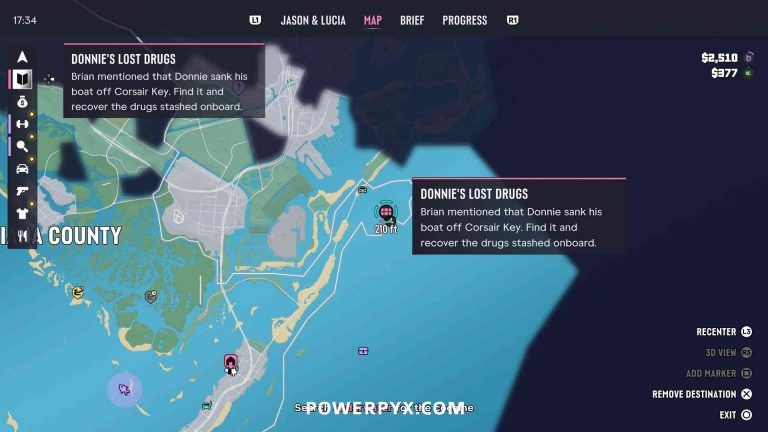 17:34
L1 JASON & LUCIA MAP BRIEF PROGRESS R1
$2,510
$377
DONNIE'S LOST DRUGS
Brian mentioned that Donnie sank his
boat off Corsair Key. Find it and
recover the drugs stashed onboard.
DONNIE'S LOST DRUGS
Brian mentioned that Donnie sank his
boat off Corsair Key. Find it and
recover the drugs stashed onboard.
210 ft
COUNTY
RECENTER L3
3D VIEW R3
ADD MARKER
REMOVE DESTINATION
EXIT
POWERPYX.COM